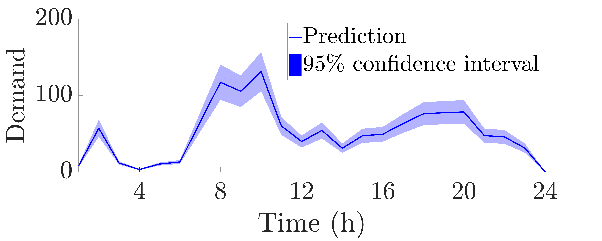 200
Prediction
95% confidence interval
Demand
100
0
4 8 12 16 20 24
Time (h)